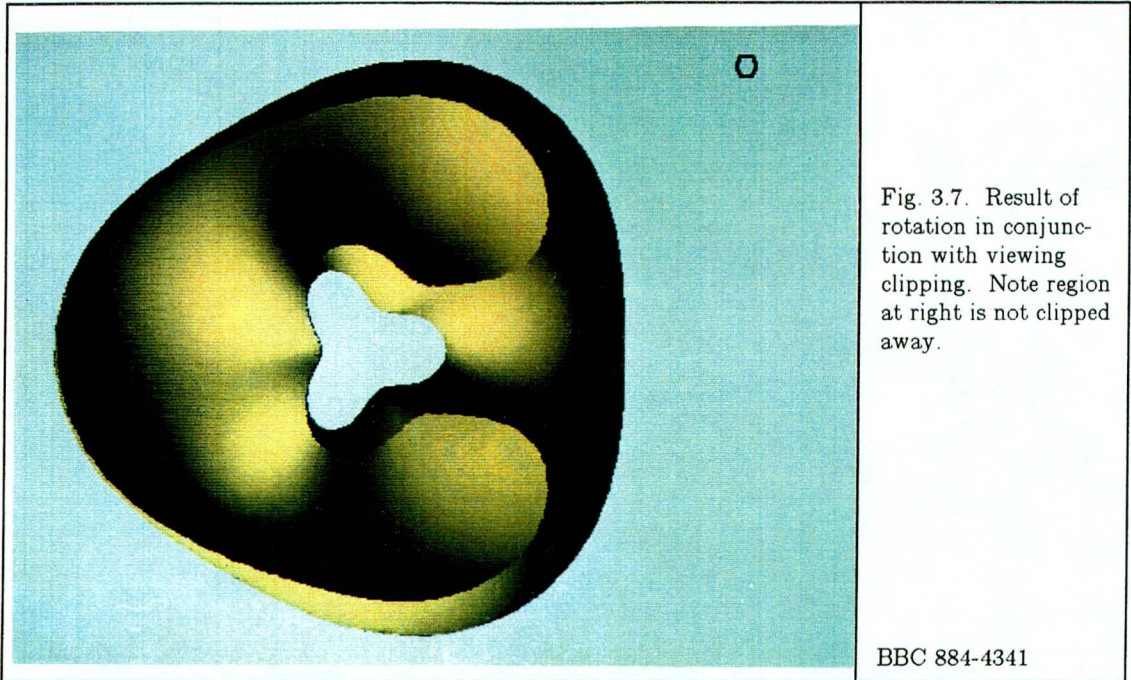 Fig. 3.7. Result of
rotation in conjunc-
tion with viewing
clipping. Note region
at right is not clipped
away.
BBC 884-4341